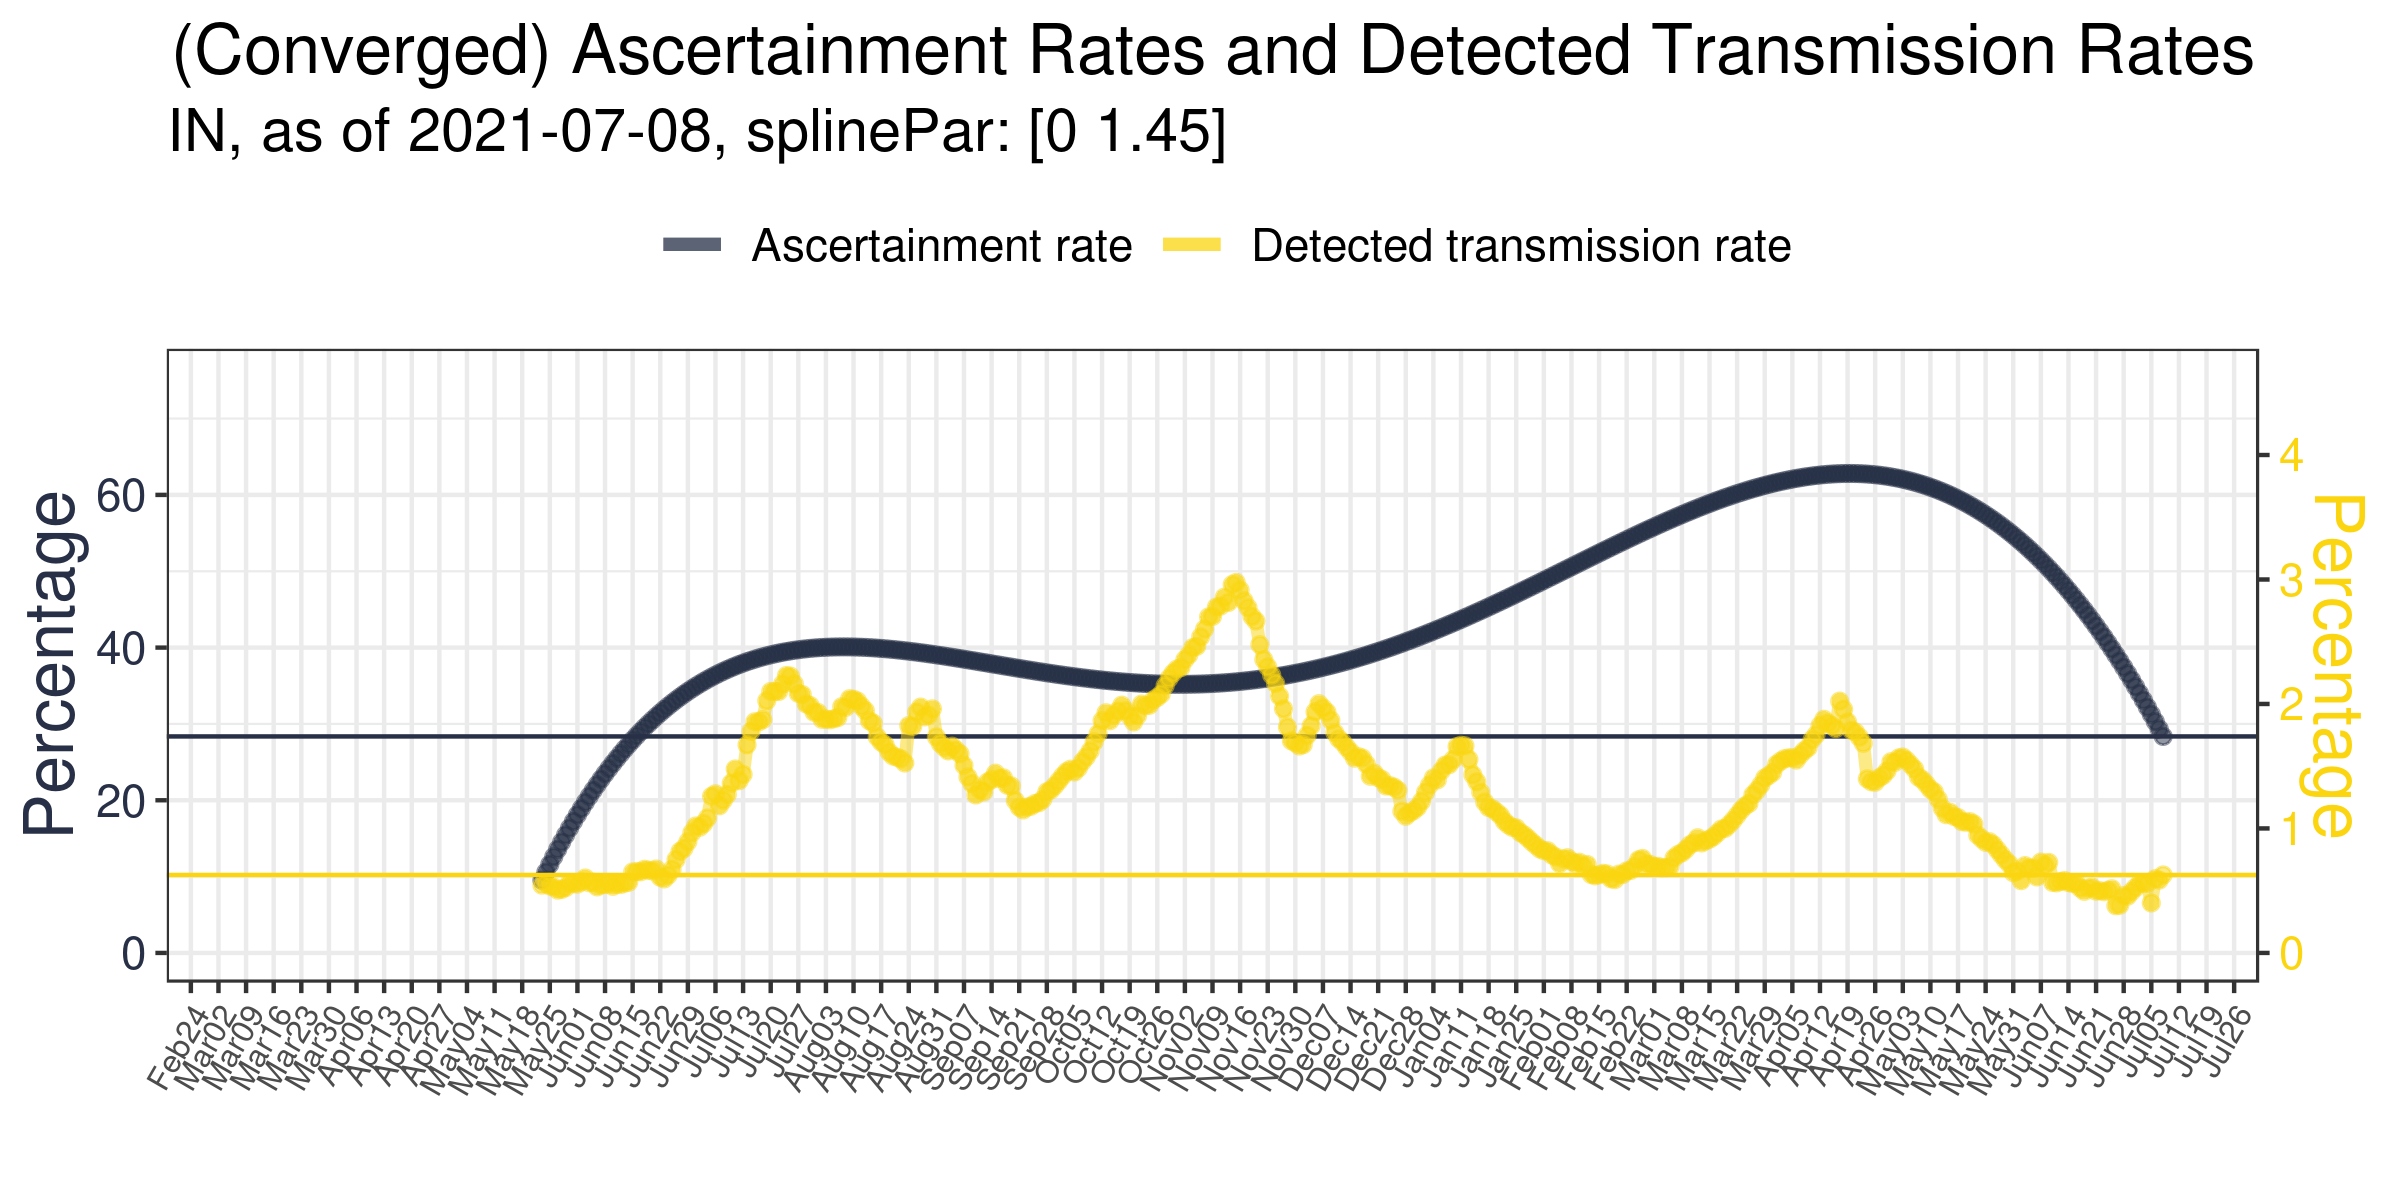 (Converged) Ascertainment Rates and Detected Transmission Rates
IN, as of 2021-07-08, splinePar: [0 1.45]
Ascertainment rate Detected transmission rate
Percentage
60
40
20
0
4
3
2
1
0
Percentage
Feb24 Mar02 Mar09 Mar16 Mar23 Mar30 Apr06 Apr13 Apr20 Apr27 May04 May11 May18 May25 Jun01 Jun08 Jun15 Jun22 Jun29 Jul06 Jul13 Jul20 Jul27 Aug03 Aug10 Aug17 Aug24 Aug31 Sep07 Sep14 Sep21 Sep28 Oct05 Oct12 Oct19 Oct26 Nov02 Nov09 Nov16 Nov23 Nov30 Dec07 Dec14 Dec21 Dec28 Jan04 Jan11 Jan18 Jan25 Feb01 Feb08 Feb15 Feb22 Mar01 Mar08 Mar15 Mar22 Mar29 Apr05 Apr12 Apr19 Apr26 May03 May10 May17 May24 May31 Jun07 Jun14 Jun21 Jun28 Jul05 Jul12 Jul19 Jul26